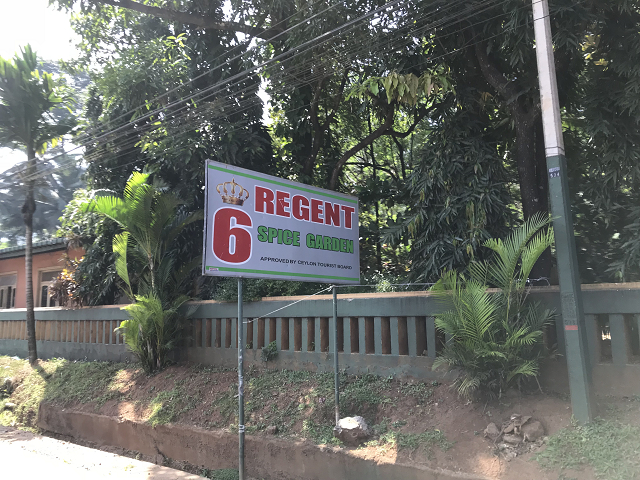 6
REGENT
SPICE GARDEN
APPROVED BY CEYLON TOURIST BOARD